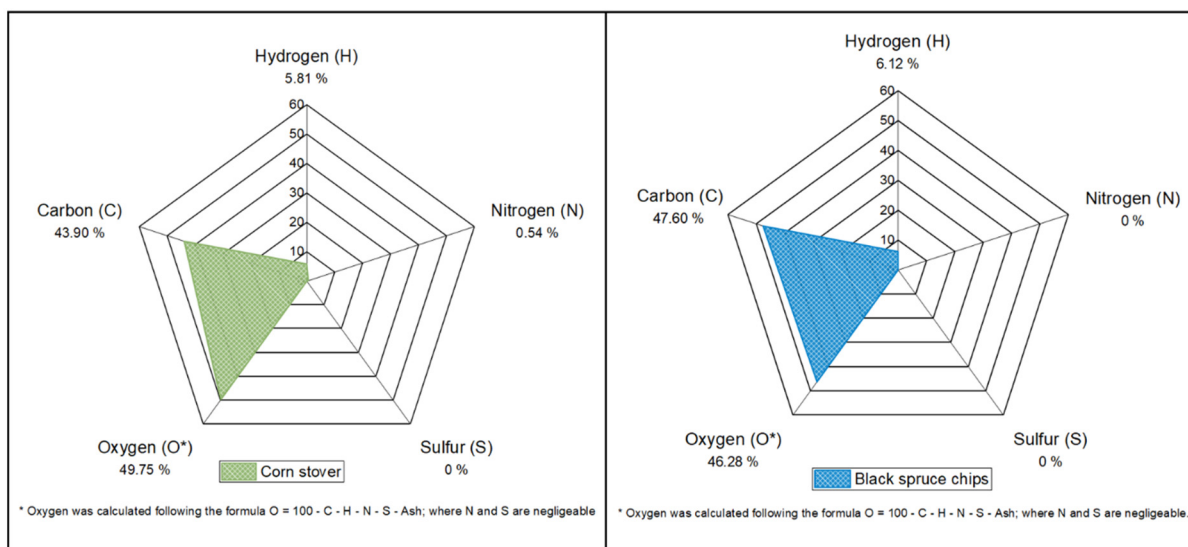 Hydrogen (H)
5.81 %
60
50
40
30
20
10
Carbon (C)
43.90 %
Nitrogen (N)
0.54 %
Oxygen (O*)
49.75 %
Sulfur (S)
0 %
Corn stover
* Oxygen was calculated following the formula O = 100 - C - H - N - S - Ash; where N and S are negligeable
Hydrogen (H)
6.12 %
60
50
40
30
20
10
Carbon (C)
47.60 %
Nitrogen (N)
0 %
Oxygen (O*)
46.28 %
Sulfur (S)
0 %
Black spruce chips
* Oxygen was calculated following the formula O = 100 - C - H - N - S - Ash; where N and S are negligeable.